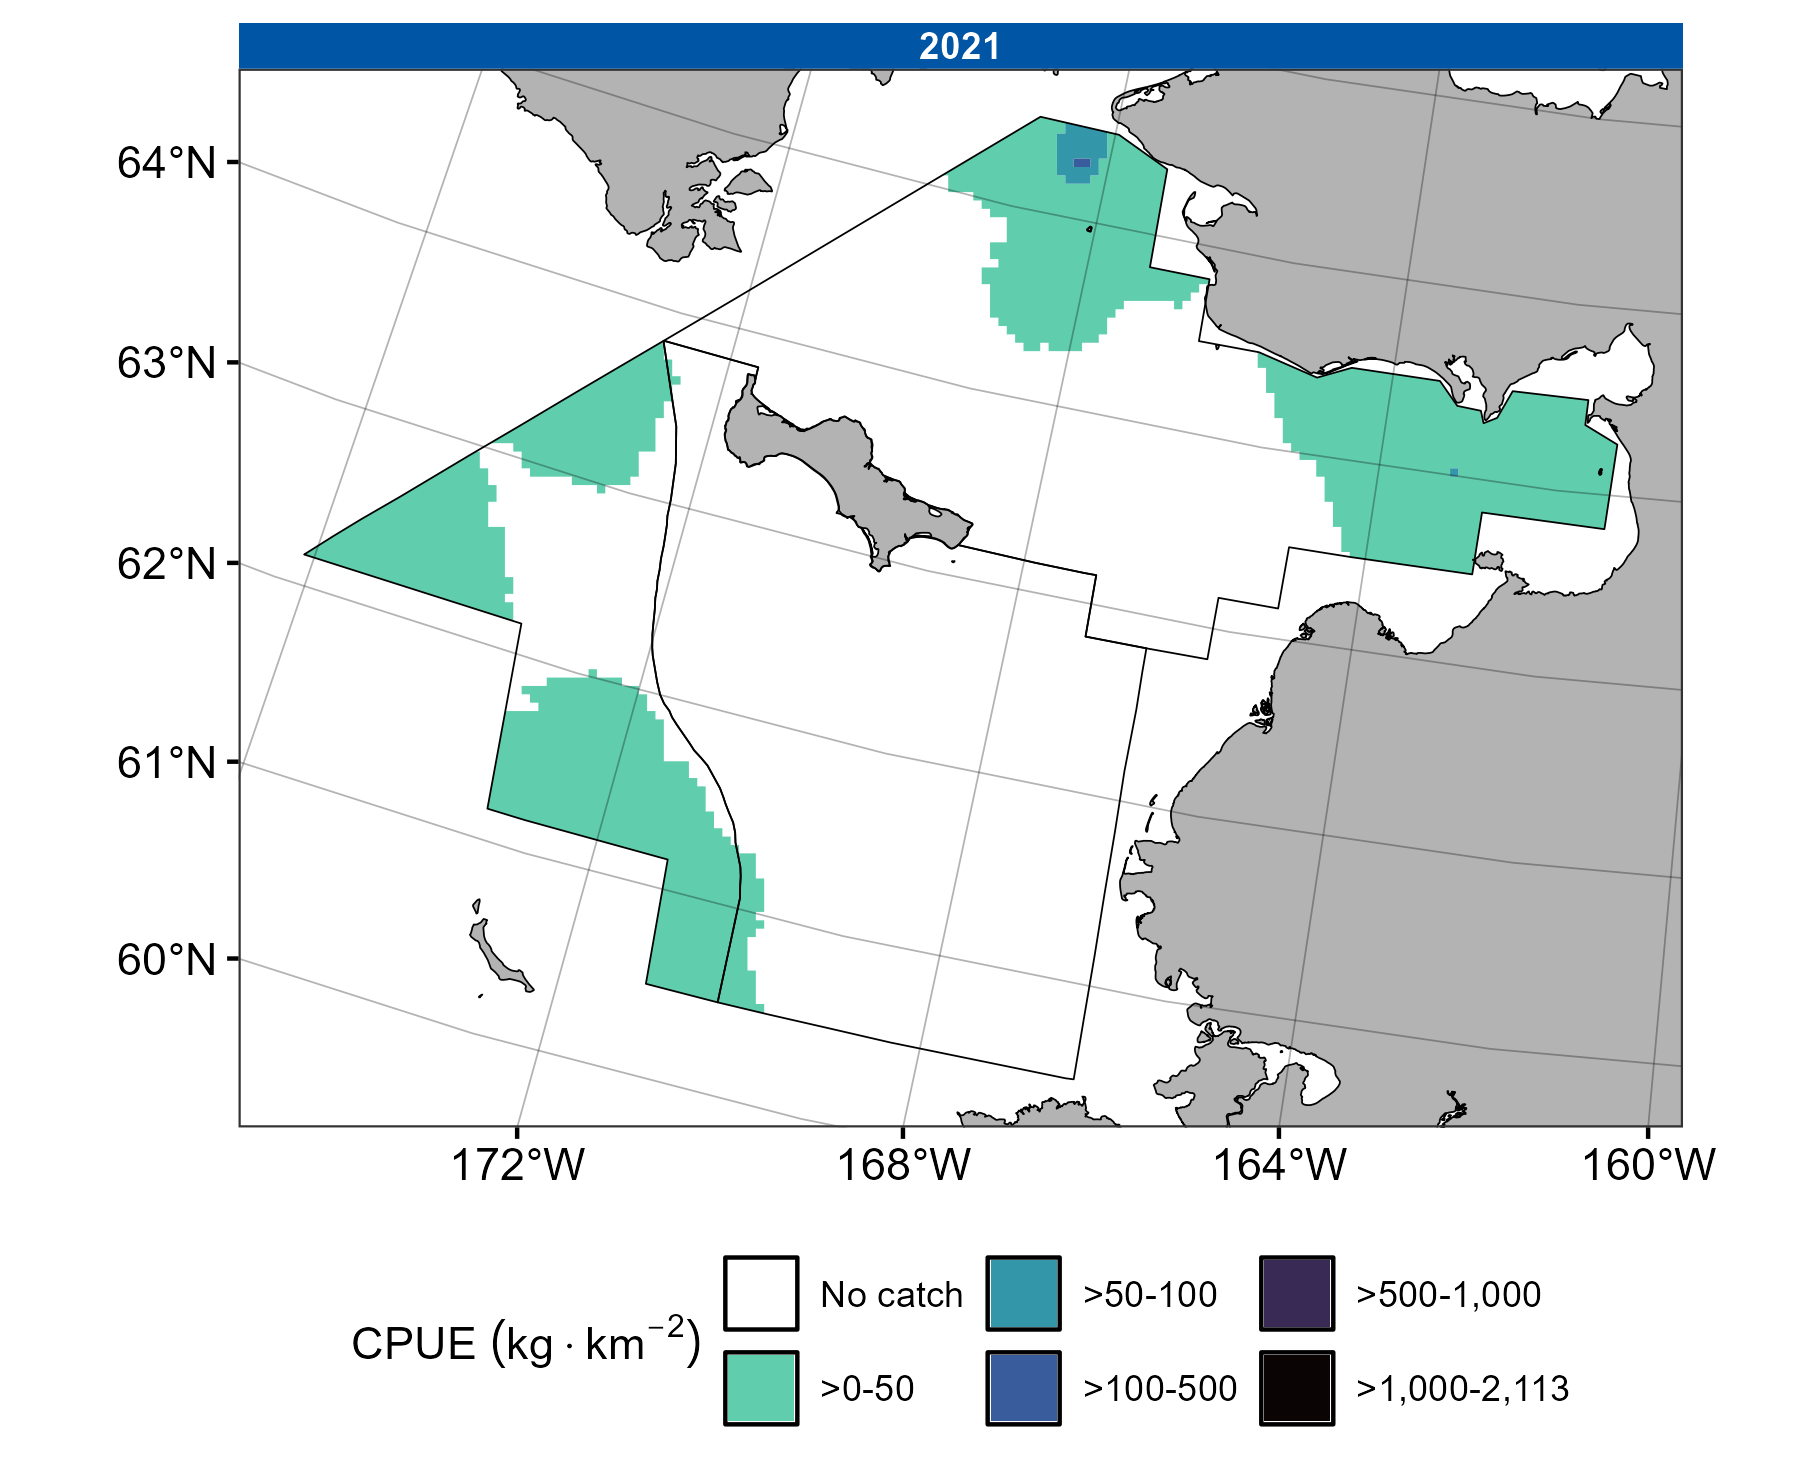 2021
64°N
63°N
62°N
61°N
60°N
172°W 168°W 164°W 160°W
CPUE (kg · km⁻²)
No catch
>0-50
>50-100
>100-500
>500-1,000
>1,000-2,113